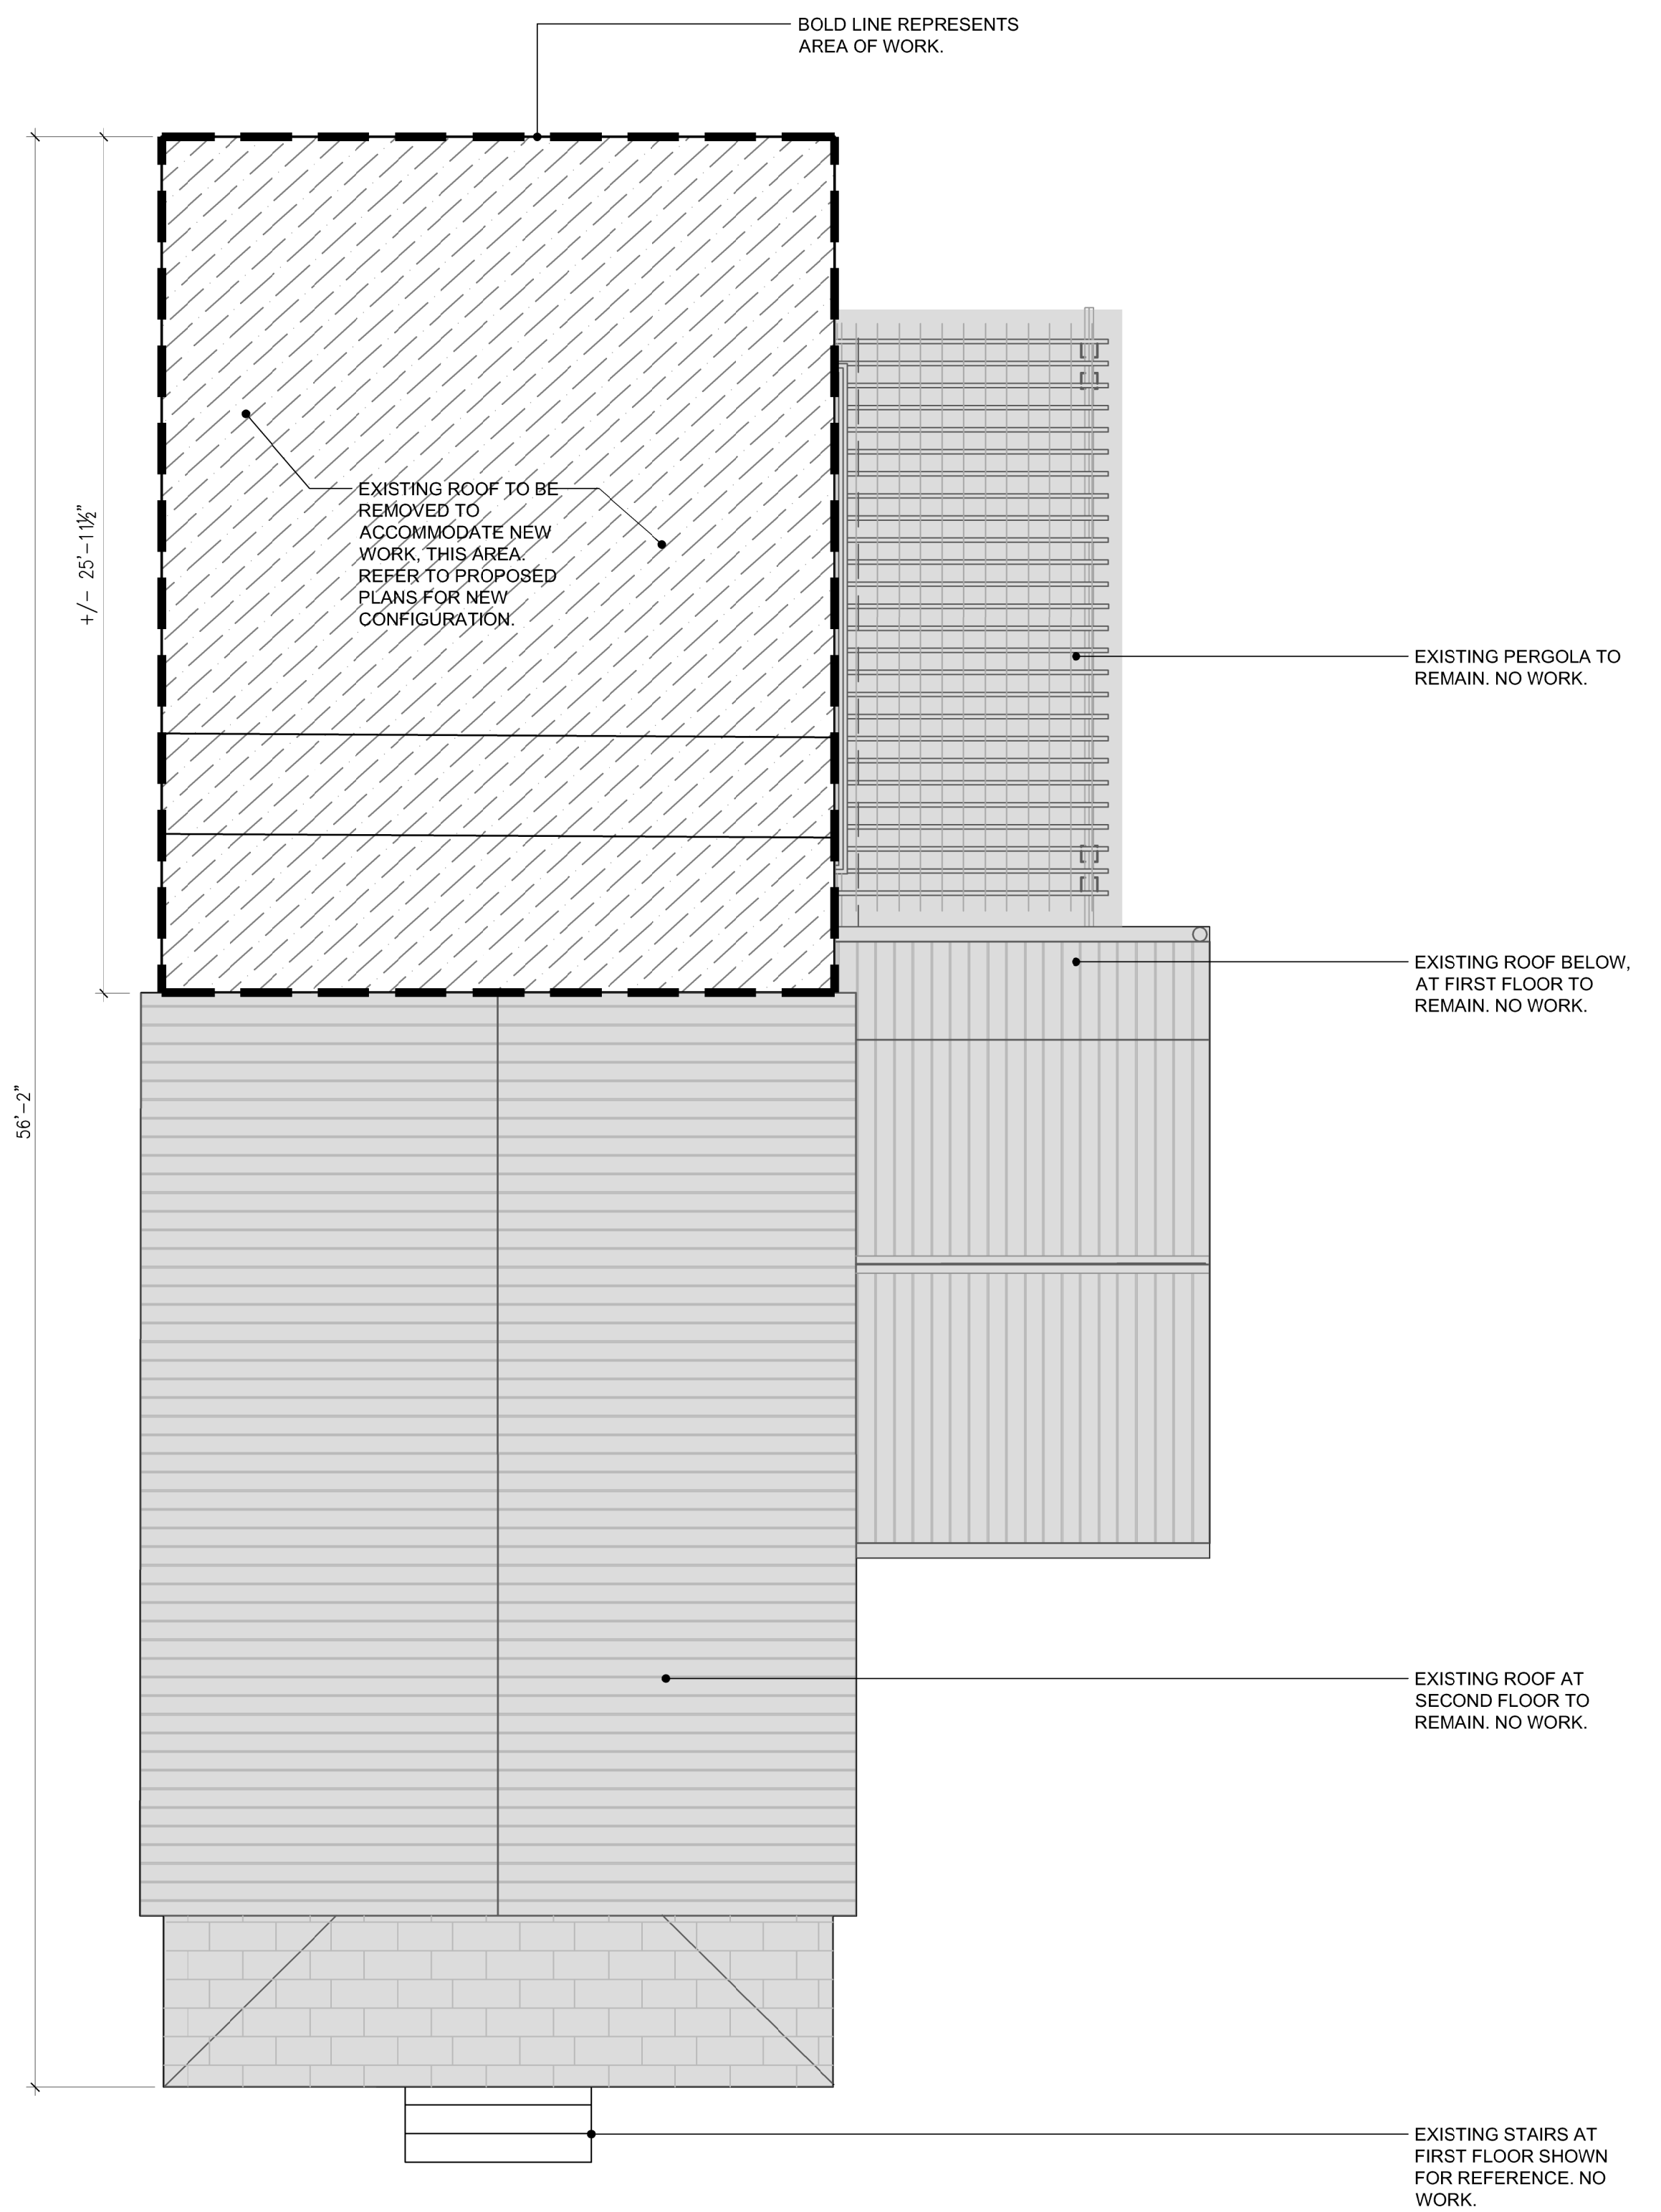 BOLD LINE REPRESENTS
AREA OF WORK.
+/- 25'-11½"
EXISTING ROOF TO BE
REMOVED TO
ACCOMMODATE NEW
WORK, THIS AREA.
REFER TO PROPOSED
PLANS FOR NEW
CONFIGURATION.
EXISTING PERGOLA TO
REMAIN. NO WORK.
EXISTING ROOF BELOW,
AT FIRST FLOOR TO
REMAIN. NO WORK.
56'-2"
EXISTING ROOF AT
SECOND FLOOR TO
REMAIN. NO WORK.
EXISTING STAIRS AT
FIRST FLOOR SHOWN
FOR REFERENCE. NO
WORK.